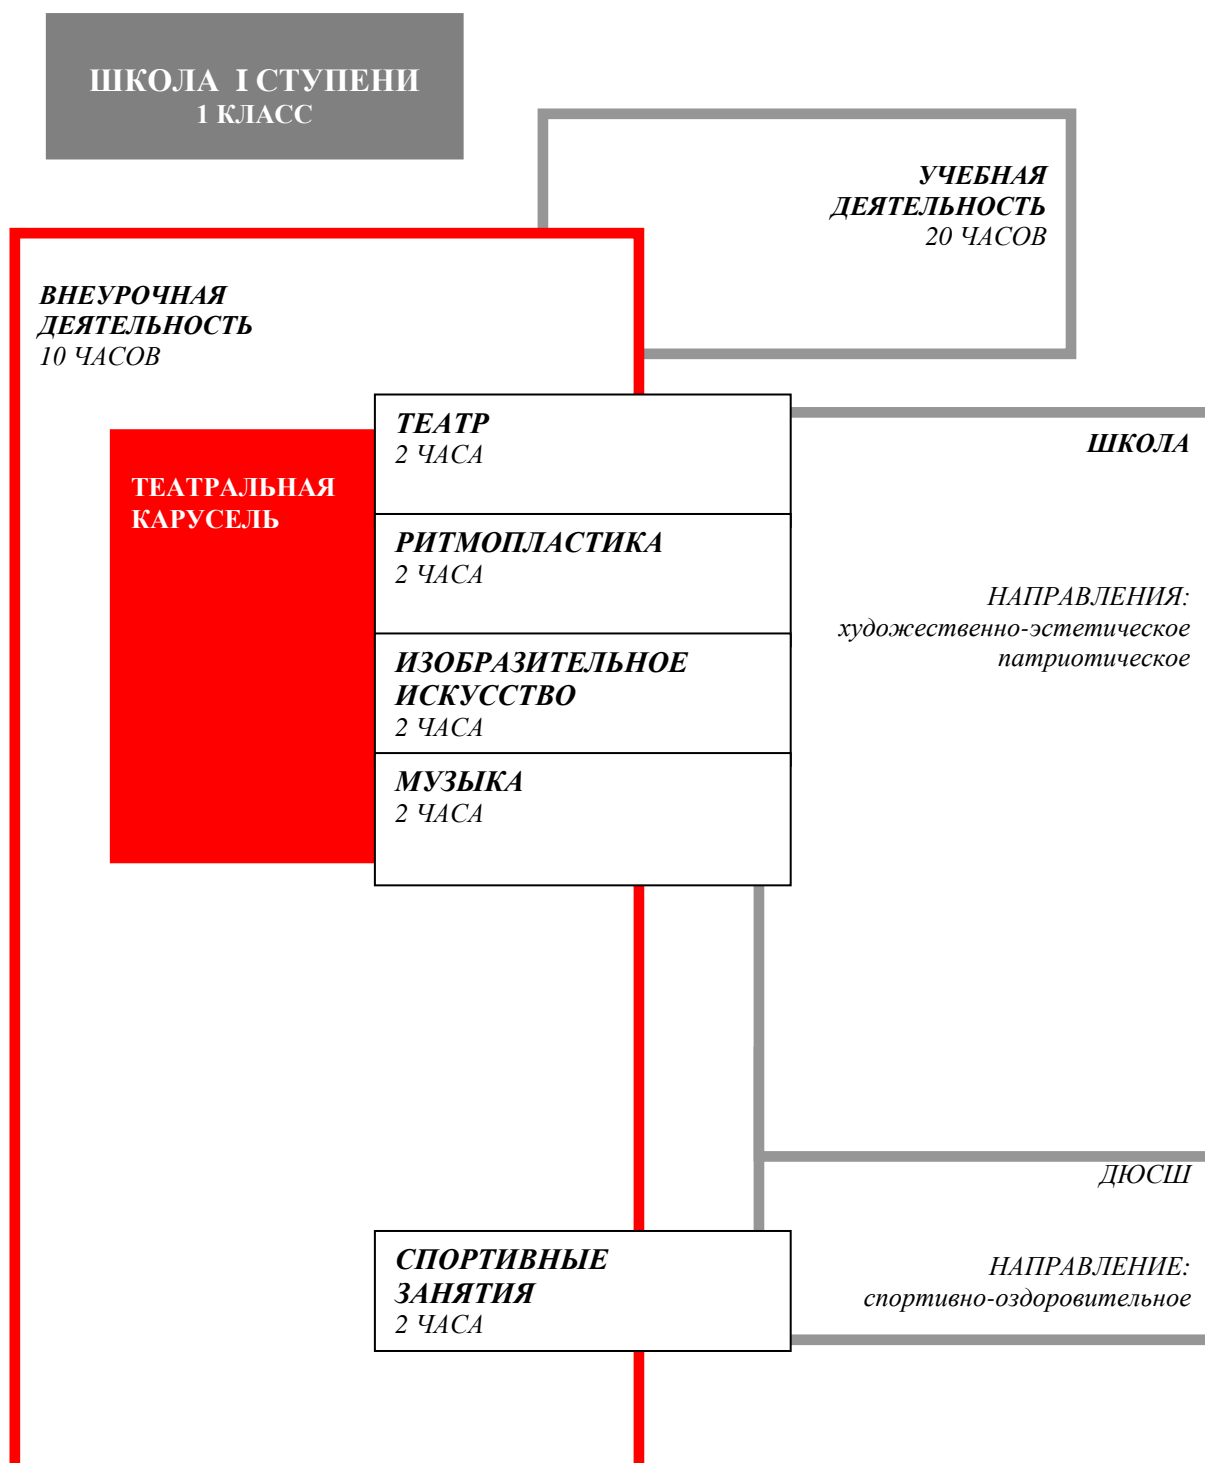 ШКОЛА I СТУПЕНИ
1 КЛАСС
УЧЕБНАЯ
ДЕЯТЕЛЬНОСТЬ
20 ЧАСОВ
ВНЕУРОЧНАЯ
ДЕЯТЕЛЬНОСТЬ
10 ЧАСОВ
ТЕАТРАЛЬНАЯ
КАРУСЕЛЬ
ТЕАТР
2 ЧАСА
РИТМОПЛАСТИКА
2 ЧАСА
ИЗОБРАЗИТЕЛЬНОЕ
ИСКУССТВО
2 ЧАСА
МУЗЫКА
2 ЧАСА
ШКОЛА
НАПРАВЛЕНИЯ:
художественно-эстетическое
патриотическое
СПОРТИВНЫЕ
ЗАНЯТИЯ
2 ЧАСА
ДЮСШ
НАПРАВЛЕНИЕ:
спортивно-оздоровительное